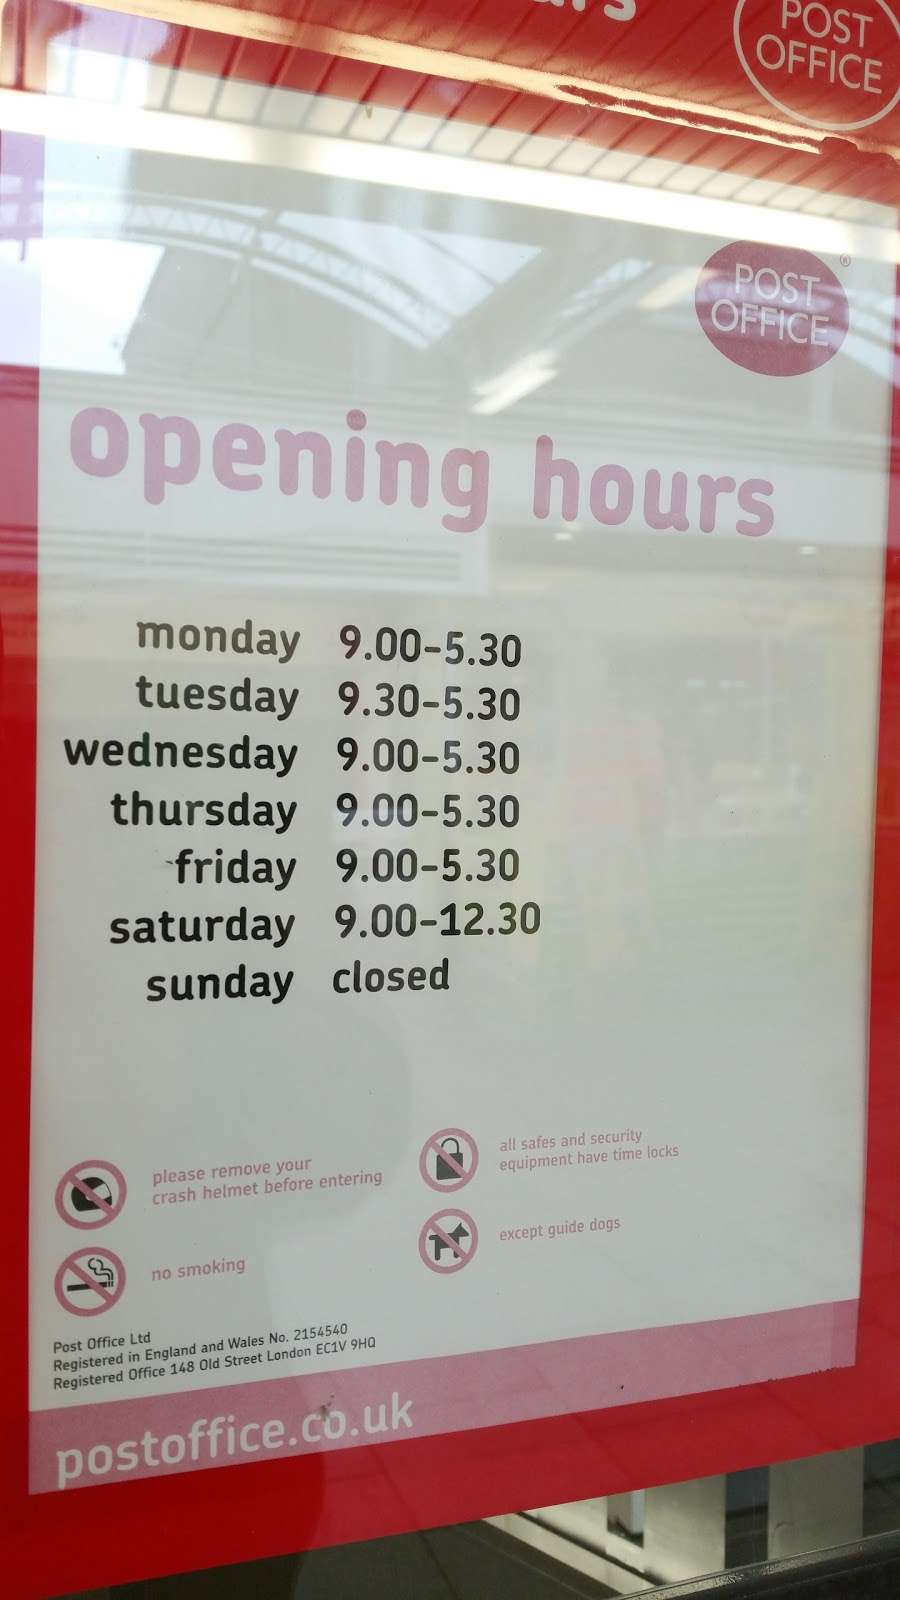 POST
OFFICE
POST
OFFICE
®
opening hours
monday 9.00-5.30
tuesday 9.30-5.30
wednesday 9.00-5.30
thursday 9.00-5.30
friday 9.00-5.30
saturday 9.00-12.30
sunday closed
please remove your
crash helmet before entering
all safes and security
equipment have time locks
no smoking
except guide dogs
Post Office Ltd
Registered in England and Wales No. 2154540
Registered Office 148 Old Street London EC1V 9HQ
postoffice.co.uk